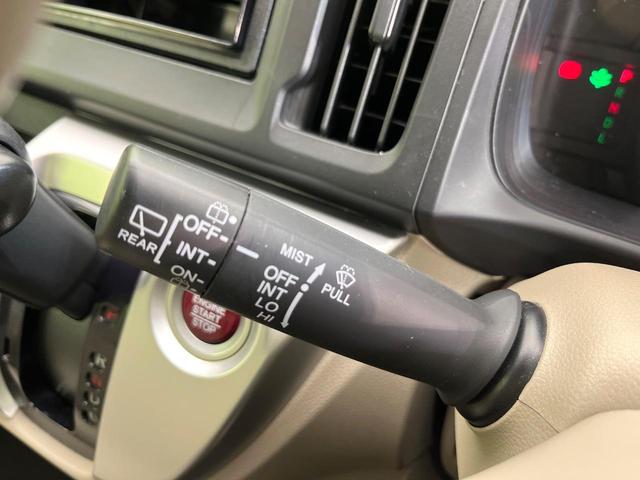 REAR
OFF
INT
ON
MIST
OFF
INT
LO
HI
PULL
ENGINE
START
STOP
P
R
N
D